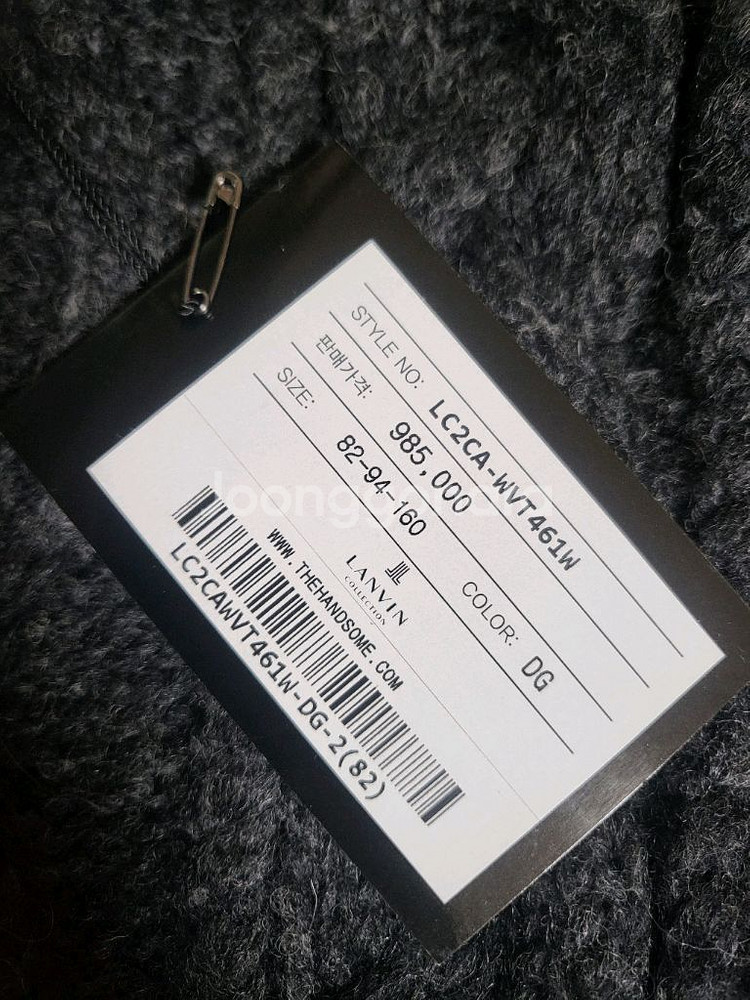 STYLE NO: LC2CA-WVT461W
판매가격: 985,000
SIZE: 82-94-160 COLOR: DG
LANVIN
COLLECTION
WWW.THEHANDSOME.COM
LC2CAWVT461W-DG-2(82)